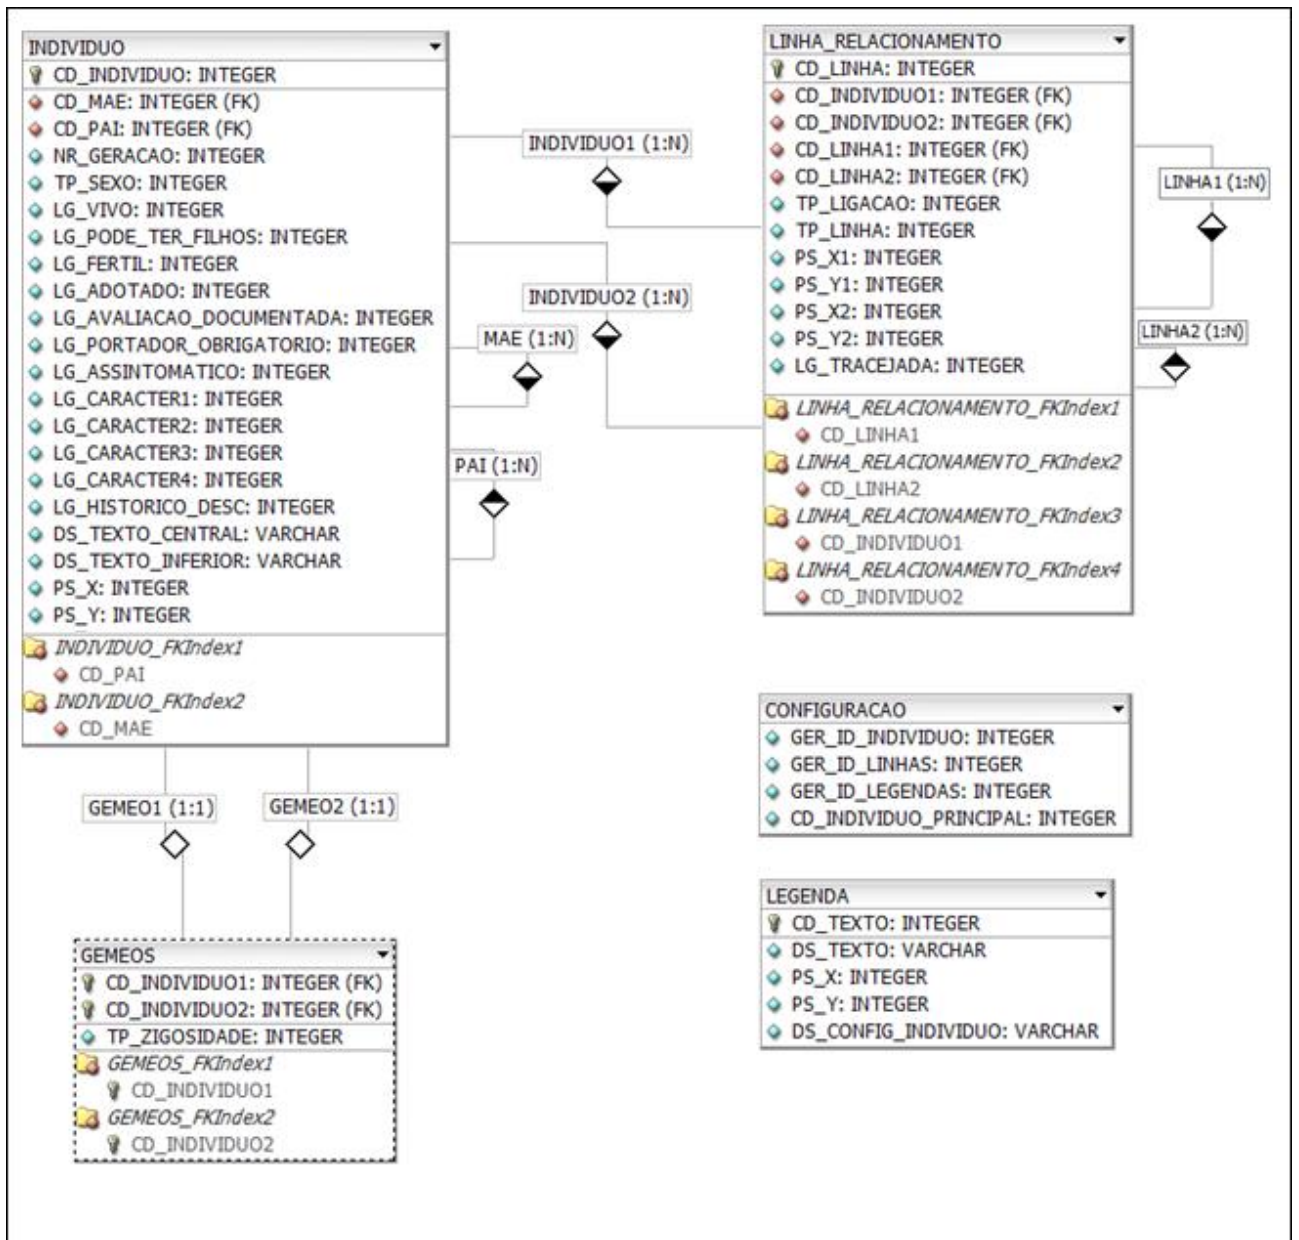 INDIVIDUO
CD_INDIVIDUO: INTEGER
CD_MAE: INTEGER (FK)
CD_PAI: INTEGER (FK)
NR_GERACAO: INTEGER
TP_SEXO: INTEGER
LG_VIVO: INTEGER
LG_PODE_TER_FILHOS: INTEGER
LG_FERTIL: INTEGER
LG_ADOTADO: INTEGER
LG_AVALIACAO_DOCUMENTADA: INTEGER
LG_PORTADOR_OBRIGATORIO: INTEGER
LG_ASSINTOMATICO: INTEGER
LG_CARACTER1: INTEGER
LG_CARACTER2: INTEGER
LG_CARACTER3: INTEGER
LG_CARACTER4: INTEGER
LG_HISTORICO_DESC: INTEGER
DS_TEXTO_CENTRAL: VARCHAR
DS_TEXTO_INFERIOR: VARCHAR
PS_X: INTEGER
PS_Y: INTEGER
INDIVIDUO_FKIndex1
CD_PAI
INDIVIDUO_FKIndex2
CD_MAE
INDIVIDUO1 (1:N)
INDIVIDUO2 (1:N)
MAE (1:N)
PAI (1:N)
LINHA_RELACIONAMENTO
CD_LINHA: INTEGER
CD_INDIVIDUO1: INTEGER (FK)
CD_INDIVIDUO2: INTEGER (FK)
CD_LINHA1: INTEGER (FK)
CD_LINHA2: INTEGER (FK)
TP_LIGACAO: INTEGER
TP_LINHA: INTEGER
PS_X1: INTEGER
PS_Y1: INTEGER
PS_X2: INTEGER
PS_Y2: INTEGER
LG_TRACEJADA: INTEGER
LINHA_RELACIONAMENTO_FKIndex1
CD_LINHA1
LINHA_RELACIONAMENTO_FKIndex2
CD_LINHA2
LINHA_RELACIONAMENTO_FKIndex3
CD_INDIVIDUO1
LINHA_RELACIONAMENTO_FKIndex4
CD_INDIVIDUO2
LINHA1 (1:N)
LINHA2 (1:N)
GEMEO1 (1:1)
GEMEO2 (1:1)
GEMEOS
CD_INDIVIDUO1: INTEGER (FK)
CD_INDIVIDUO2: INTEGER (FK)
TP_ZIGOSIDADE: INTEGER
GEMEOS_FKIndex1
CD_INDIVIDUO1
GEMEOS_FKIndex2
CD_INDIVIDUO2
CONFIGURACAO
GER_ID_INDIVIDUO: INTEGER
GER_ID_LINHAS: INTEGER
GER_ID_LEGENDAS: INTEGER
CD_INDIVIDUO_PRINCIPAL: INTEGER
LEGENDA
CD_TEXTO: INTEGER
DS_TEXTO: VARCHAR
PS_X: INTEGER
PS_Y: INTEGER
DS_CONFIG_INDIVIDUO: VARCHAR